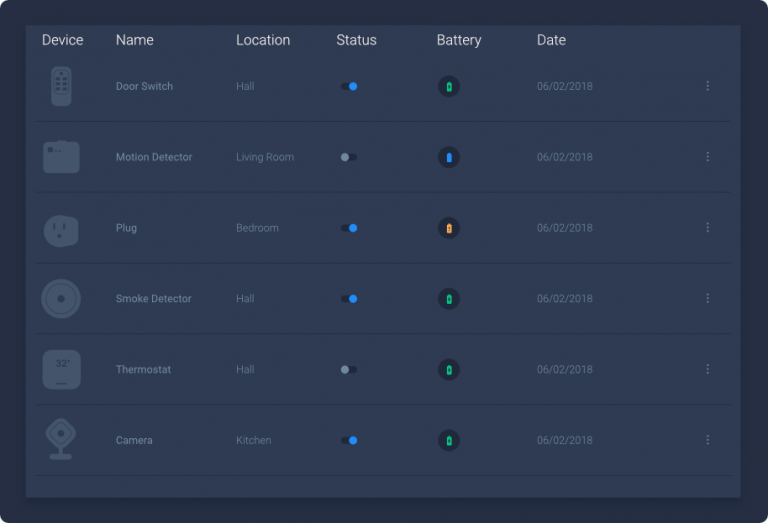 Device Name Location Status Battery Date
Door Switch Hall 06/02/2018
Motion Detector Living Room 06/02/2018
Plug Bedroom 06/02/2018
Smoke Detector Hall 06/02/2018
32° Thermostat Hall 06/02/2018
Camera Kitchen 06/02/2018